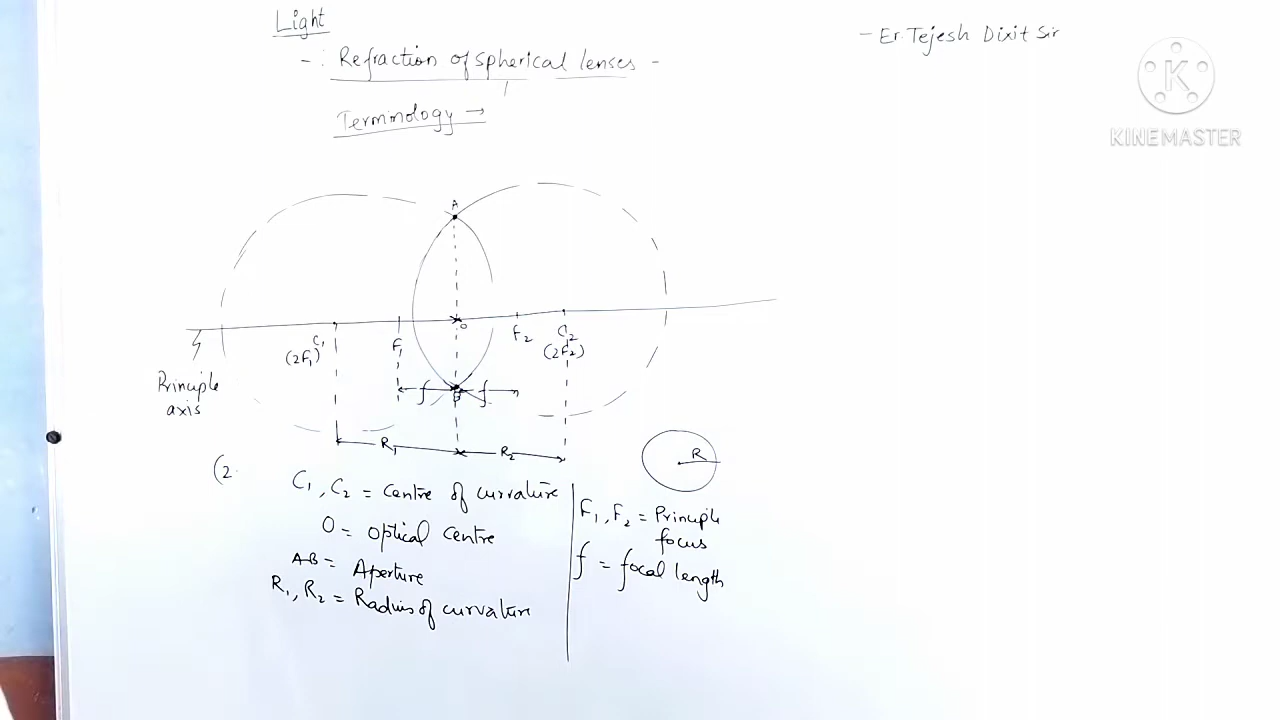 Light
- Er. Tejesh Dixit Sir
- : Refraction of spherical lenses -
Terminology →
K
KINEMASTER
A
O
C₁
(2F₁)
F₁
F₂
C₂
(2F₂)
Principle
axis
f
B
f
R₁
R₂
R
(2.
C₁, C₂ = Centre of curvature
O = optical centre
AB = Aperture
R₁, R₂ = Radius of curvature
F₁, F₂ = Principle
focus
f = focal length